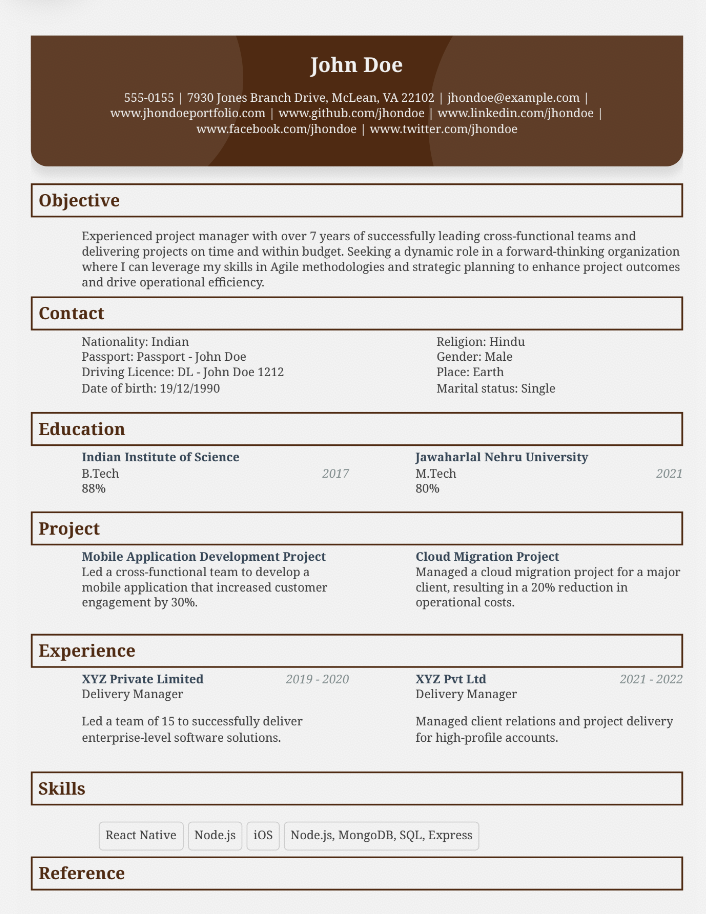 John Doe
555-0155 | 7930 Jones Branch Drive, McLean, VA 22102 | jhondoe@example.com |
www.jhondoeportfolio.com | www.github.com/jhondoe | www.linkedin.com/jhondoe |
www.facebook.com/jhondoe | www.twitter.com/jhondoe
Objective
Experienced project manager with over 7 years of successfully leading cross-functional teams and
delivering projects on time and within budget. Seeking a dynamic role in a forward-thinking organization
where I can leverage my skills in Agile methodologies and strategic planning to enhance project outcomes
and drive operational efficiency.
Contact
Nationality: Indian
Passport: Passport - John Doe
Driving Licence: DL - John Doe 1212
Date of birth: 19/12/1990
Religion: Hindu
Gender: Male
Place: Earth
Marital status: Single
Education
Indian Institute of Science
B.Tech 2017
88%
Jawaharlal Nehru University
M.Tech 2021
80%
Project
Mobile Application Development Project
Led a cross-functional team to develop a
mobile application that increased customer
engagement by 30%.
Cloud Migration Project
Managed a cloud migration project for a major
client, resulting in a 20% reduction in
operational costs.
Experience
XYZ Private Limited 2019 - 2020
Delivery Manager
Led a team of 15 to successfully deliver
enterprise-level software solutions.
XYZ Pvt Ltd 2021 - 2022
Delivery Manager
Managed client relations and project delivery
for high-profile accounts.
Skills
React Native Node.js iOS Node.js, MongoDB, SQL, Express
Reference